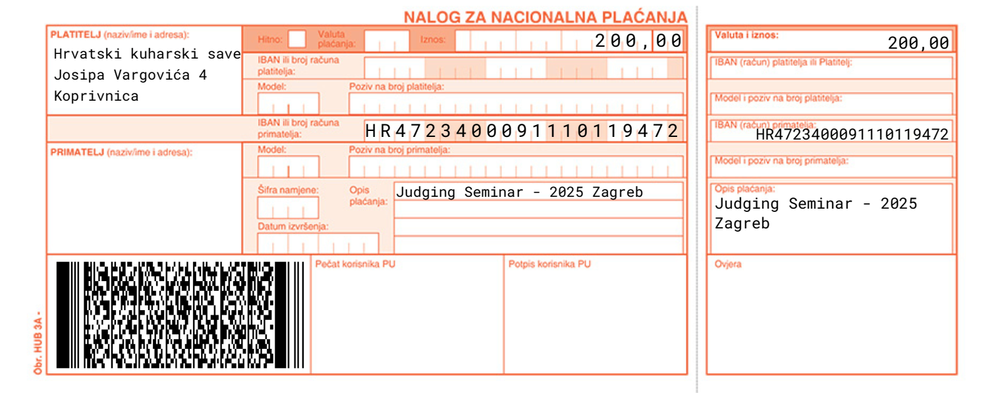 NALOG ZA NACIONALNA PLAĆANJA
PLATITELJ (naziv/ime i adresa):
Hrvatski kuharski save
Josipa Vargovića 4
Koprivnica
Hitno:
Valuta plaćanja:
Iznos:
200,00
IBAN ili broj računa platitelja:
Model:
Poziv na broj platitelja:
IBAN ili broj računa primatelja:
HR4723400091110119472
PRIMATELJ (naziv/ime i adresa):
Model:
Poziv na broj primatelja:
Šifra namjene:
Opis plaćanja:
Judging Seminar - 2025 Zagreb
Datum izvršenja:
Pečat korisnika PU
Potpis korisnika PU
Obr. HUB 3A -
Valuta i iznos:
200,00
IBAN (račun) platitelja ili Platitelj:
Model i poziv na broj platitelja:
IBAN (račun) primatelja:
HR4723400091110119472
Model i poziv na broj primatelja:
Opis plaćanja:
Judging Seminar - 2025
Zagreb
Ovjera